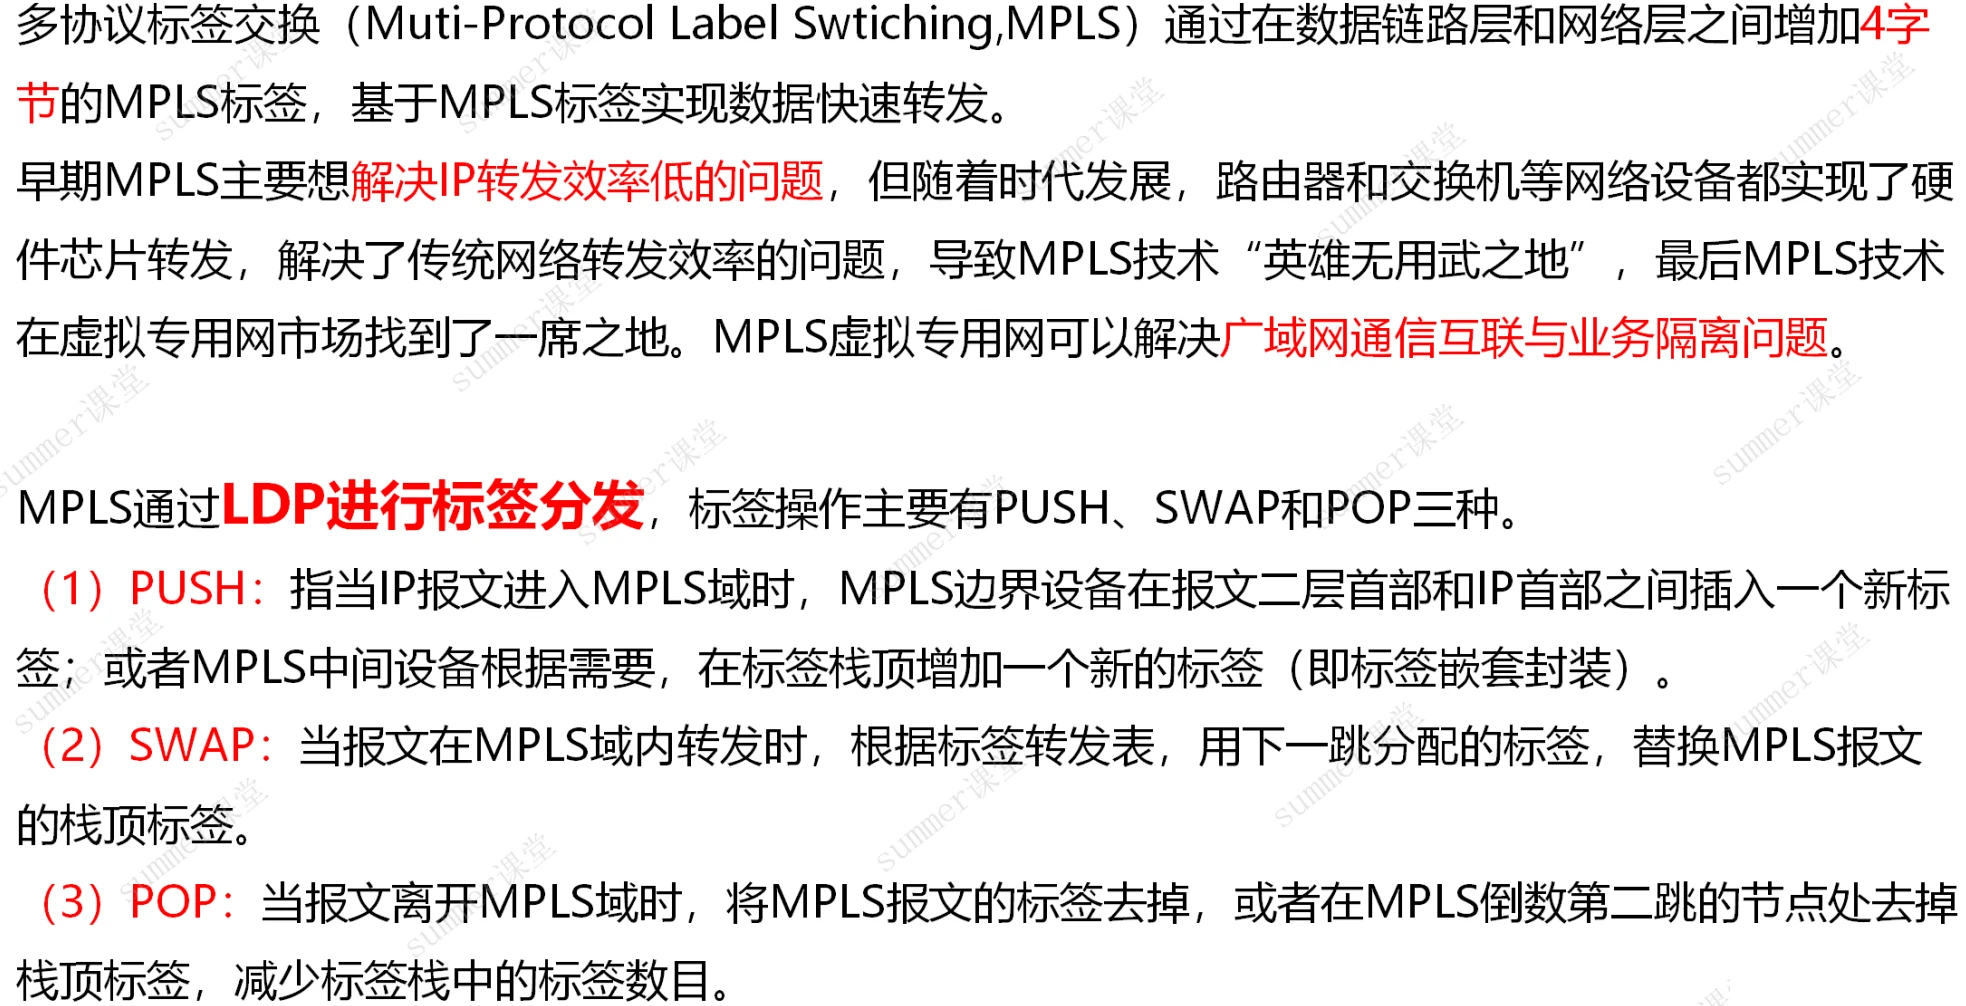 多协议标签交换（Muti-Protocol Label Swtiching,MPLS）通过在数据链路层和网络层之间增加4字
节的MPLS标签，基于MPLS标签实现数据快速转发。
早期MPLS主要想解决IP转发效率低的问题，但随着时代发展，路由器和交换机等网络设备都实现了硬
件芯片转发，解决了传统网络转发效率的问题，导致MPLS技术“英雄无用武之地”，最后MPLS技术
在虚拟专用网市场找到了一席之地。MPLS虚拟专用网可以解决广域网通信互联与业务隔离问题。
MPLS通过LDP进行标签分发，标签操作主要有PUSH、SWAP和POP三种。
（1）PUSH：指当IP报文进入MPLS域时，MPLS边界设备在报文二层首部和IP首部之间插入一个新标
签；或者MPLS中间设备根据需要，在标签栈顶增加一个新的标签（即标签嵌套封装）。
（2）SWAP：当报文在MPLS域内转发时，根据标签转发表，用下一跳分配的标签，替换MPLS报文
的栈顶标签。
（3）POP：当报文离开MPLS域时，将MPLS报文的标签去掉，或者在MPLS倒数第二跳的节点处去掉
栈顶标签，减少标签栈中的标签数目。
summer课堂